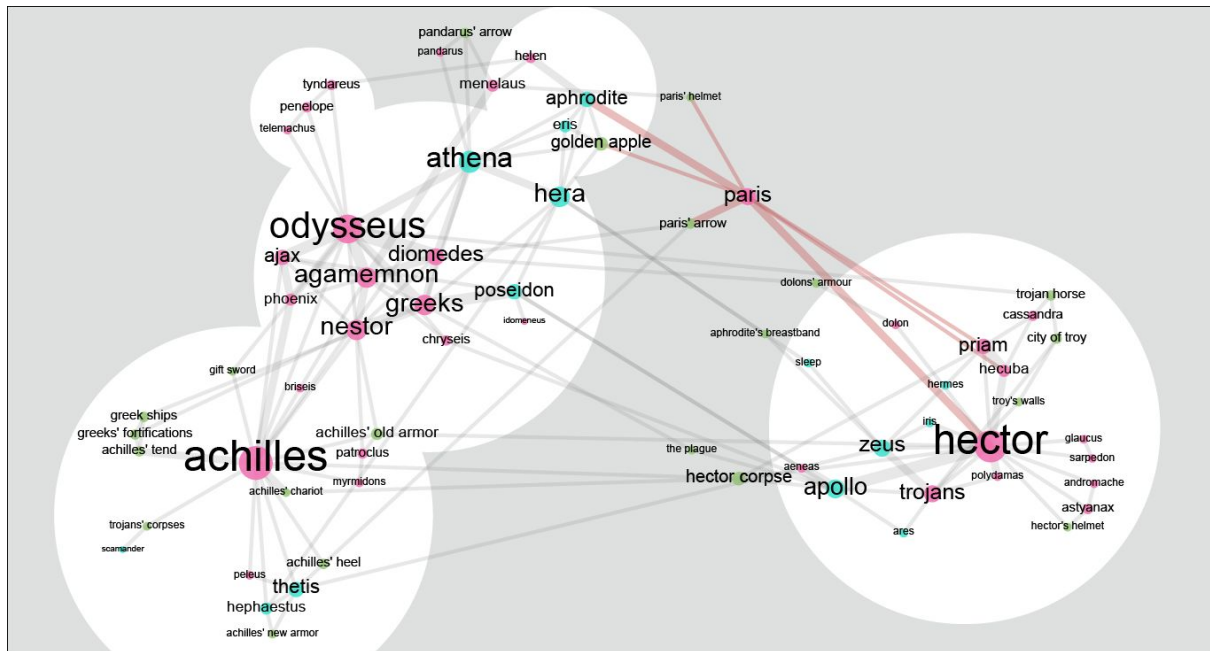 pandarus' arrow
pandarus
helen
tyndareus
menelaus
penelope
telemachus
aphrodite
paris' helmet
eris
golden apple
athena
hera
paris
odysseus
paris' arrow
ajax
diomedes
agamemnon
phoenix
greeks
poseidon
dolons' armour
trojan horse
nestor
idomeneus
cassandra
chryseis
aphrodite's breastband
dolon
city of troy
priam
sleep
hecuba
gift sword
briseis
hermes
troy's walls
greek ships
greeks' fortifications
achilles' tend
achilles' old armor
iris
zeus
hector
glaucus
achilles
patroclus
the plague
sarpedon
aeneas
hector corpse
apollo
polydamas
andromache
myrmidons
achilles' chariot
trojans
astyanax
trojans' corpses
hector's helmet
ares
scamander
achilles' heel
peleus
thetis
hephaestus
achilles' new armor